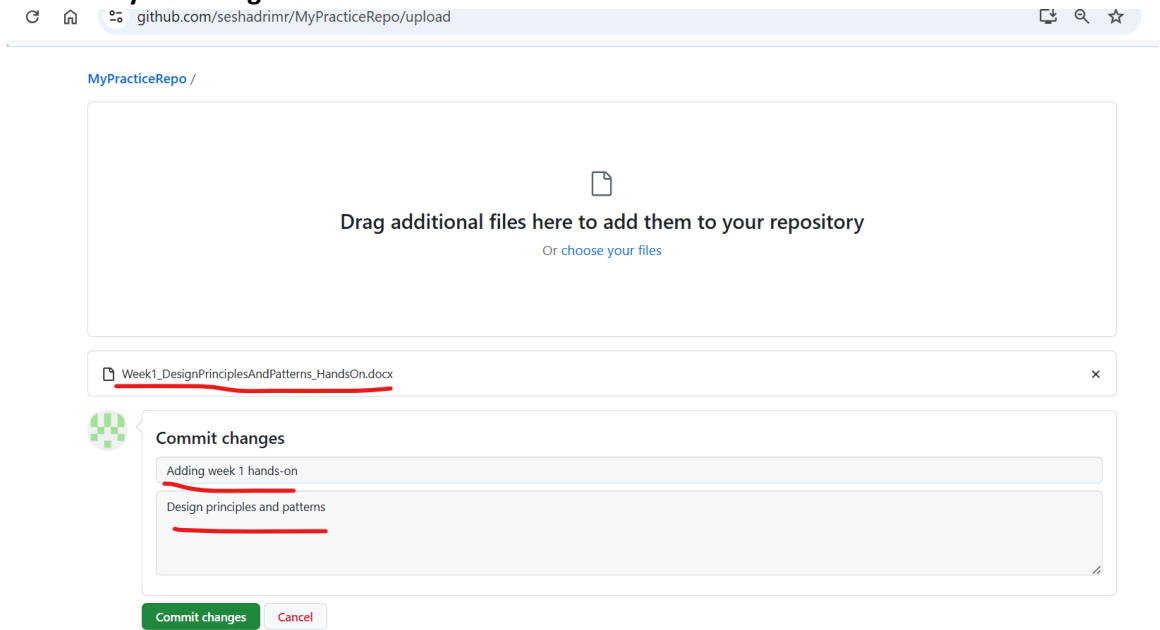 github.com/seshadrimr/MyPracticeRepo/upload
MyPracticeRepo /
Drag additional files here to add them to your repository
Or choose your files
Week1_DesignPrinciplesAndPatterns_HandsOn.docx
Commit changes
Adding week 1 hands-on
Design principles and patterns
Commit changes Cancel